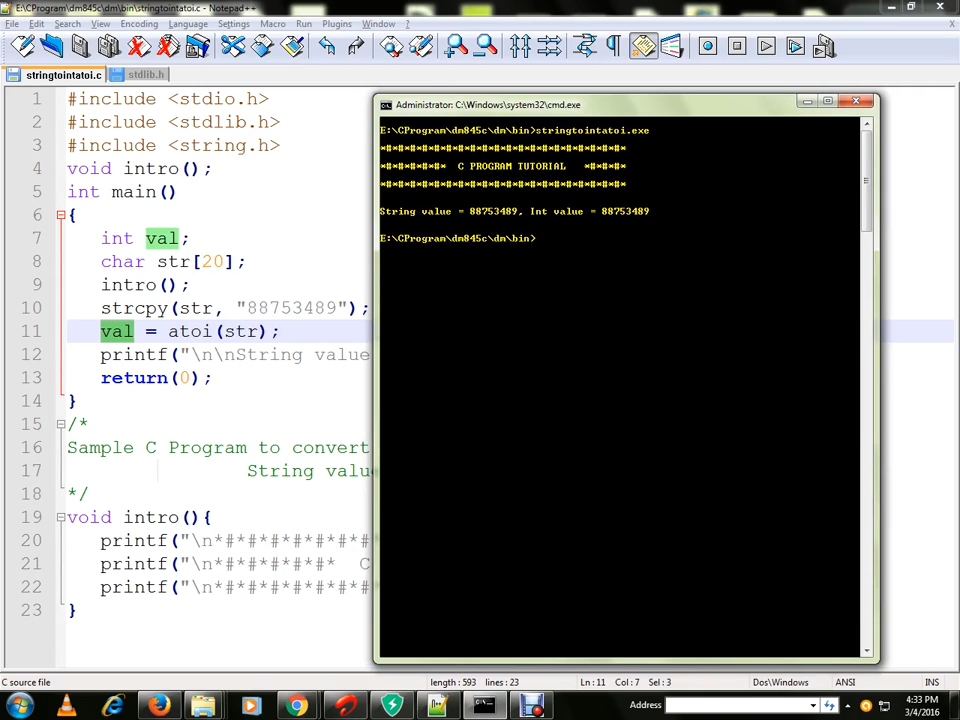 E:\CProgram\dm845c\dm\bin\stringtointatoi.c - Notepad++
File Edit Search View Encoding Language Settings Macro Run Plugins Window ?
stringtointatoi.c stdlib.h
1 #include <stdio.h>
2 #include <stdlib.h>
3 #include <string.h>
4 void intro();
5 int main()
6 {
7 int val;
8 char str[20];
9 intro();
10 strcpy(str, "88753489");
11 val = atoi(str);
12 printf("\n\nString value
13 return(0);
14 }
15 /*
16 Sample C Program to convert
17 String valu
18 */
19 void intro(){
20 printf("\n*#*#*#*#*#*#
21 printf("\n*#*#*#*#* C
22 printf("\n*#*#*#*#*#*#
23 }
Administrator: C:\Windows\system32\cmd.exe
E:\CProgram\dm845c\dm\bin>stringtointatoi.exe
*#*#*#*#*#*#*#*#*#*#*#*#*#*#*#*#*#*#*#*#*
*#*#*#*#*#* C PROGRAM TUTORIAL *#*#*#*
*#*#*#*#*#*#*#*#*#*#*#*#*#*#*#*#*#*#*#*#*
String value = 88753489, Int value = 88753489
E:\CProgram\dm845c\dm\bin>
C source file length : 593 lines : 23 Ln : 11 Col : 7 Sel : 3 Dos\Windows ANSI INS
Address 4:33 PM
3/4/2016